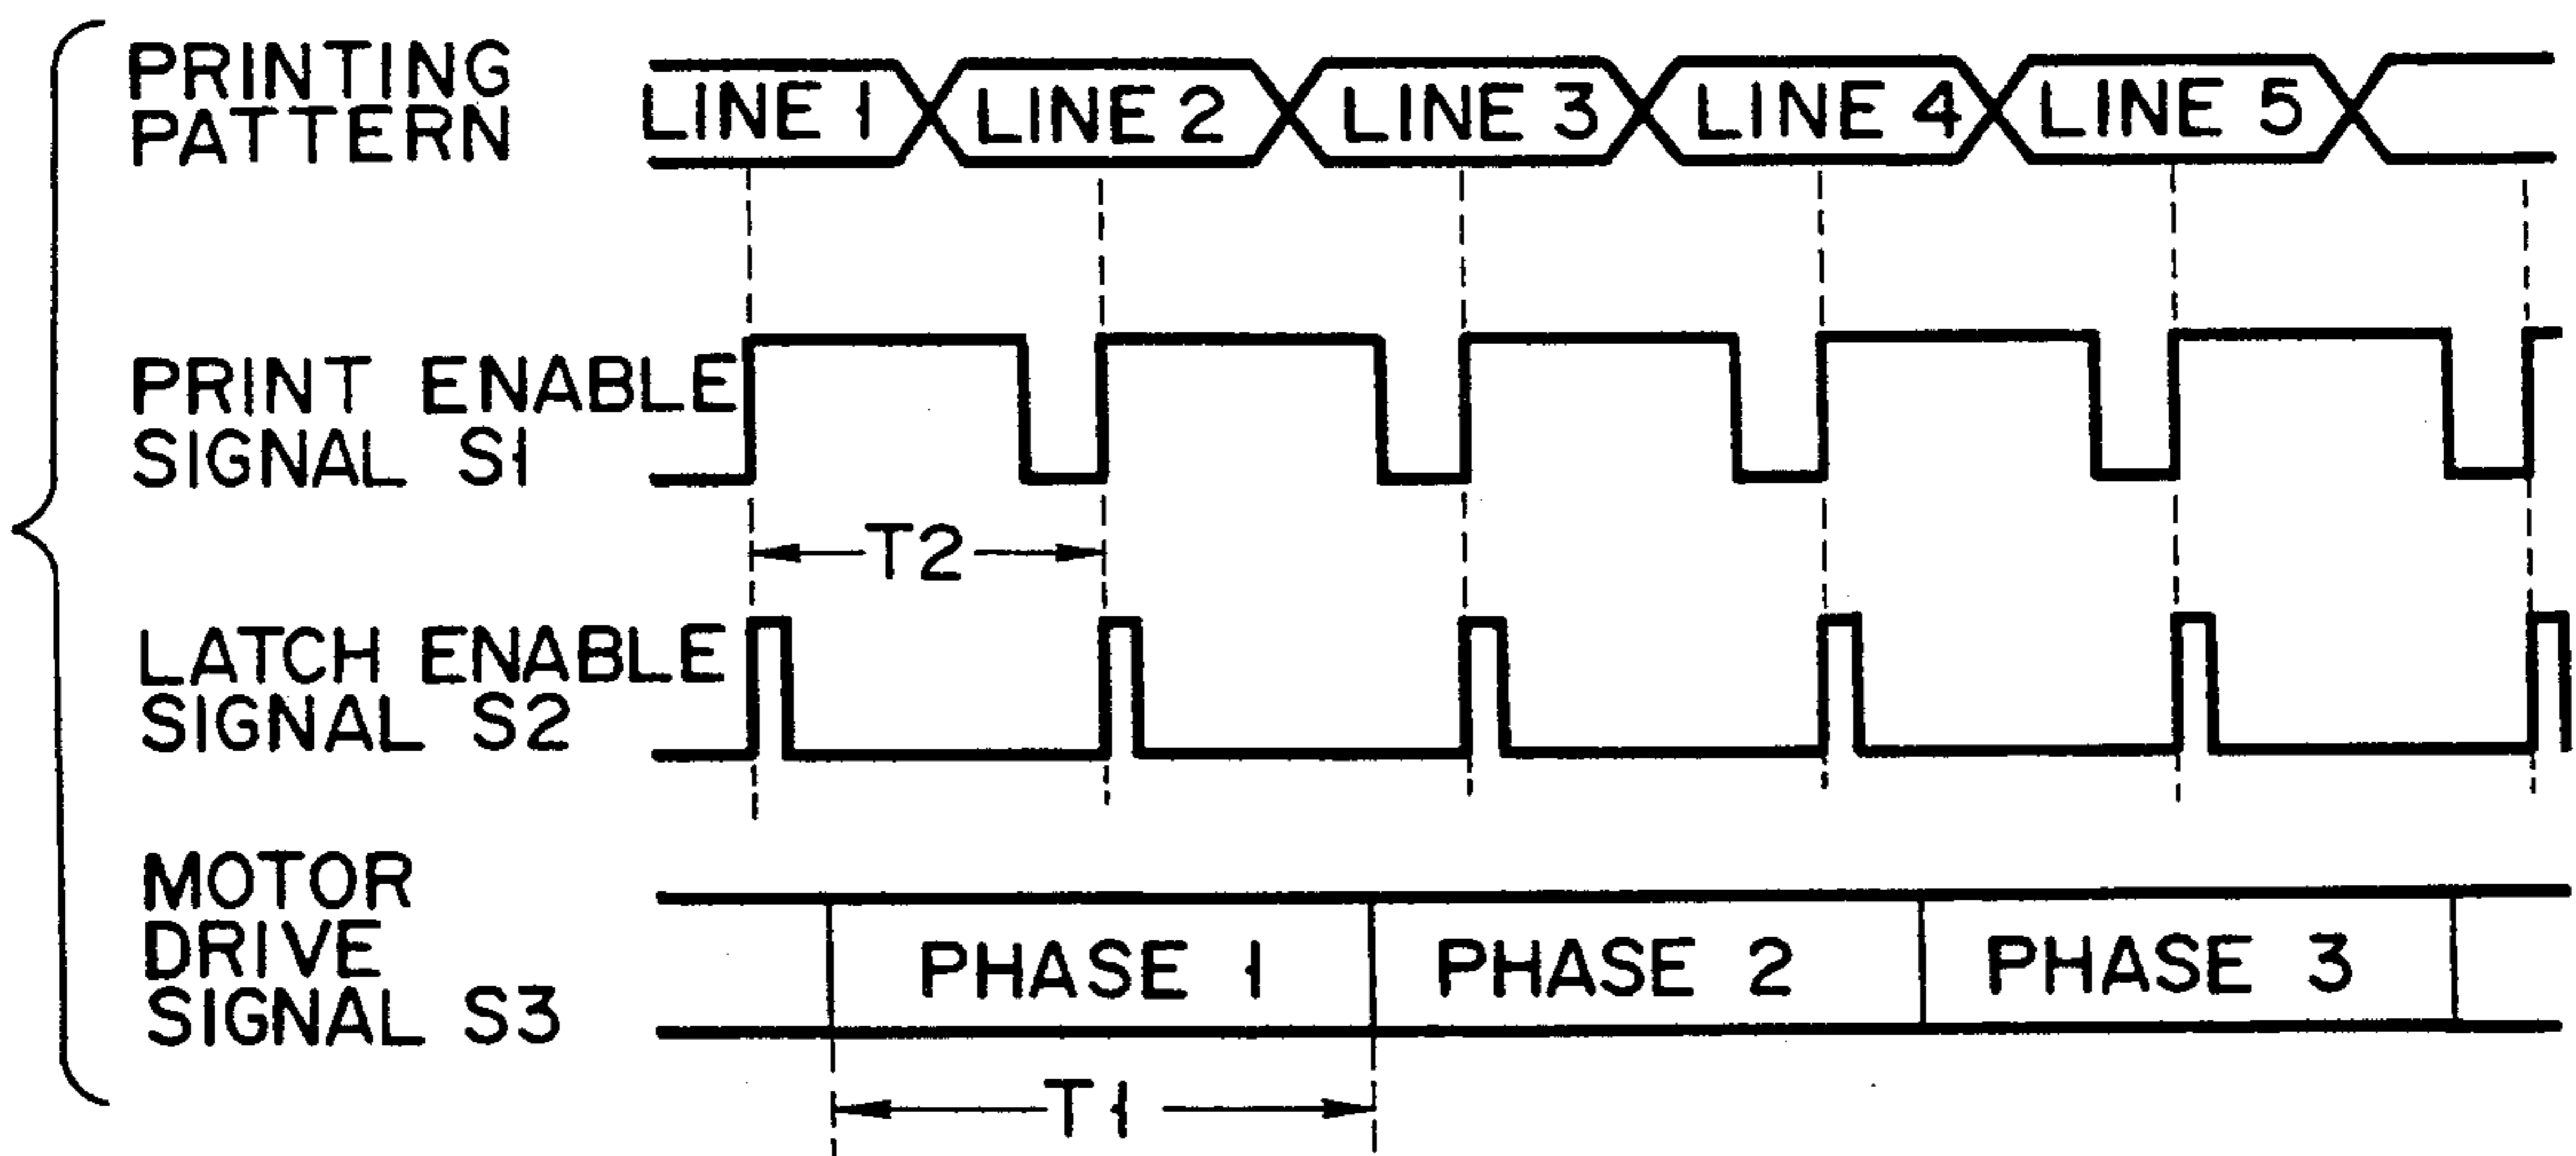 PRINTING
PATTERN
LINE 1 LINE 2 LINE 3 LINE 4 LINE 5
PRINT ENABLE
SIGNAL S1
T2
LATCH ENABLE
SIGNAL S2
MOTOR
DRIVE
SIGNAL S3
PHASE 1 PHASE 2 PHASE 3
T1